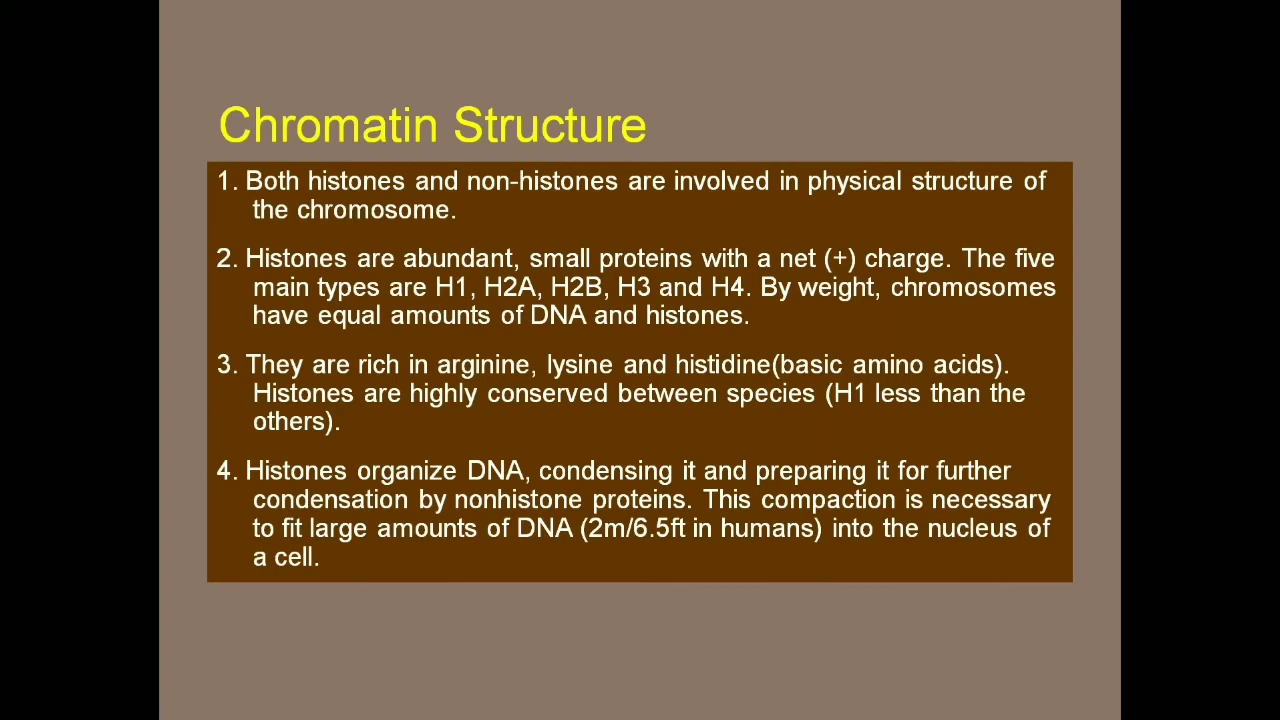 Chromatin Structure
1. Both histones and non-histones are involved in physical structure of
the chromosome.
2. Histones are abundant, small proteins with a net (+) charge. The five
main types are H1, H2A, H2B, H3 and H4. By weight, chromosomes
have equal amounts of DNA and histones.
3. They are rich in arginine, lysine and histidine(basic amino acids).
Histones are highly conserved between species (H1 less than the
others).
4. Histones organize DNA, condensing it and preparing it for further
condensation by nonhistone proteins. This compaction is necessary
to fit large amounts of DNA (2m/6.5ft in humans) into the nucleus of
a cell.